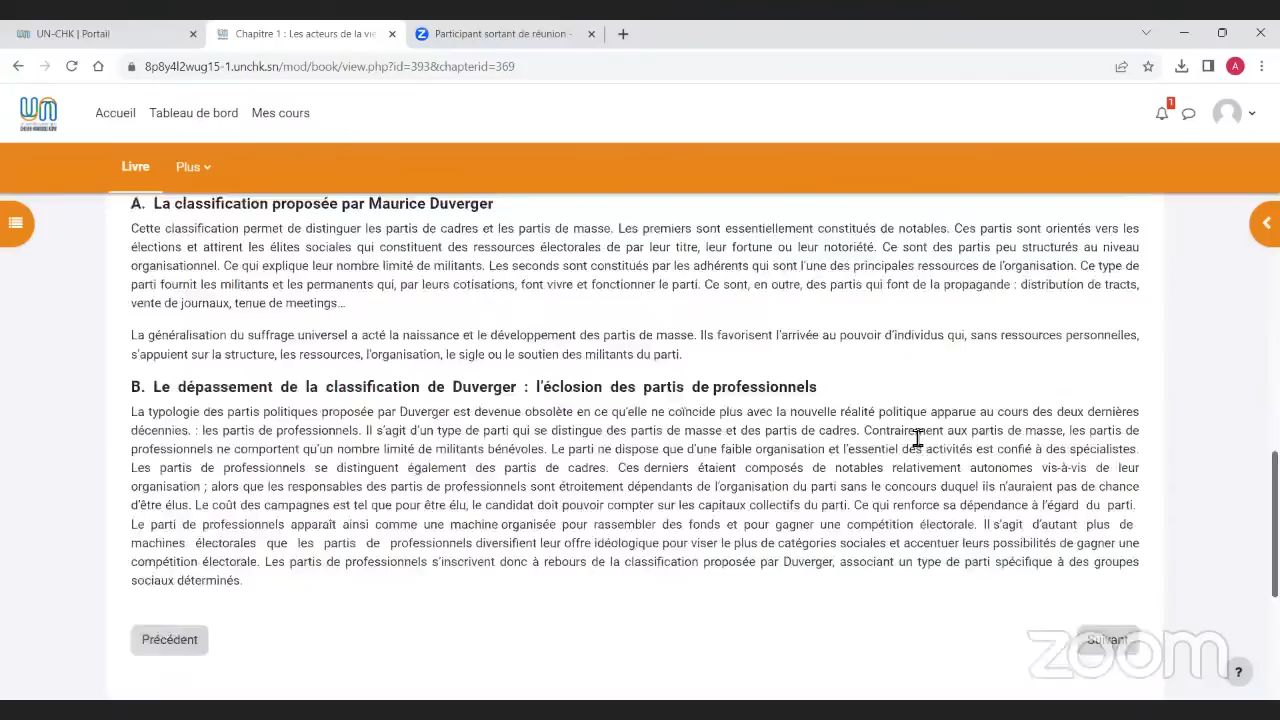 UN-CHK | Portail
Chapitre 1 : Les acteurs de la vie
Participant sortant de réunion -
8p8y4l2wug15-1.unchk.sn/mod/book/view.php?id=393&chapterid=369
A
UN
Accueil
Tableau de bord
Mes cours
1
Livre
Plus
A. La classification proposée par Maurice Duverger
Cette classification permet de distinguer les partis de cadres et les partis de masse. Les premiers sont essentiellement constitués de notables. Ces partis sont orientés vers les
élections et attirent les élites sociales qui constituent des ressources électorales de par leur titre, leur fortune ou leur notoriété. Ce sont des partis peu structurés au niveau
organisationnel. Ce qui explique leur nombre limité de militants. Les seconds sont constitués par les adhérents qui sont l'une des principales ressources de l'organisation. Ce type de
parti fournit les militants et les permanents qui, par leurs cotisations, font vivre et fonctionner le parti. Ce sont, en outre, des partis qui font de la propagande : distribution de tracts,
vente de journaux, tenue de meetings…
La généralisation du suffrage universel a acté la naissance et le développement des partis de masse. Ils favorisent l'arrivée au pouvoir d'individus qui, sans ressources personnelles,
s'appuient sur la structure, les ressources, l'organisation, le sigle ou le soutien des militants du parti.
B. Le dépassement de la classification de Duverger : l'éclosion des partis de professionnels
La typologie des partis politiques proposée par Duverger est devenue obsolète en ce qu'elle ne coïncide plus avec la nouvelle réalité politique apparue au cours des deux dernières
décennies. : les partis de professionnels. Il s'agit d'un type de parti qui se distingue des partis de masse et des partis de cadres. Contrairement aux partis de masse, les partis de
professionnels ne comportent qu'un nombre limité de militants bénévoles. Le parti ne dispose que d'une faible organisation et l'essentiel des activités est confié à des spécialistes.
Les partis de professionnels se distinguent également des partis de cadres. Ces derniers étaient composés de notables relativement autonomes vis-à-vis de leur
organisation ; alors que les responsables des partis de professionnels sont étroitement dépendants de l'organisation du parti sans le concours duquel ils n'auraient pas de chance
d'être élus. Le coût des campagnes est tel que pour être élu, le candidat doit pouvoir compter sur les capitaux collectifs du parti. Ce qui renforce sa dépendance à l'égard du parti.
Le parti de professionnels apparaît ainsi comme une machine organisée pour rassembler des fonds et pour gagner une compétition électorale. Il s'agit d'autant plus de
machines électorales que les partis de professionnels diversifient leur offre idéologique pour viser le plus de catégories sociales et accentuer leurs possibilités de gagner une
compétition électorale. Les partis de professionnels s'inscrivent donc à rebours de la classification proposée par Duverger, associant un type de parti spécifique à des groupes
sociaux déterminés.
Précédent
Suivant
zoom
?